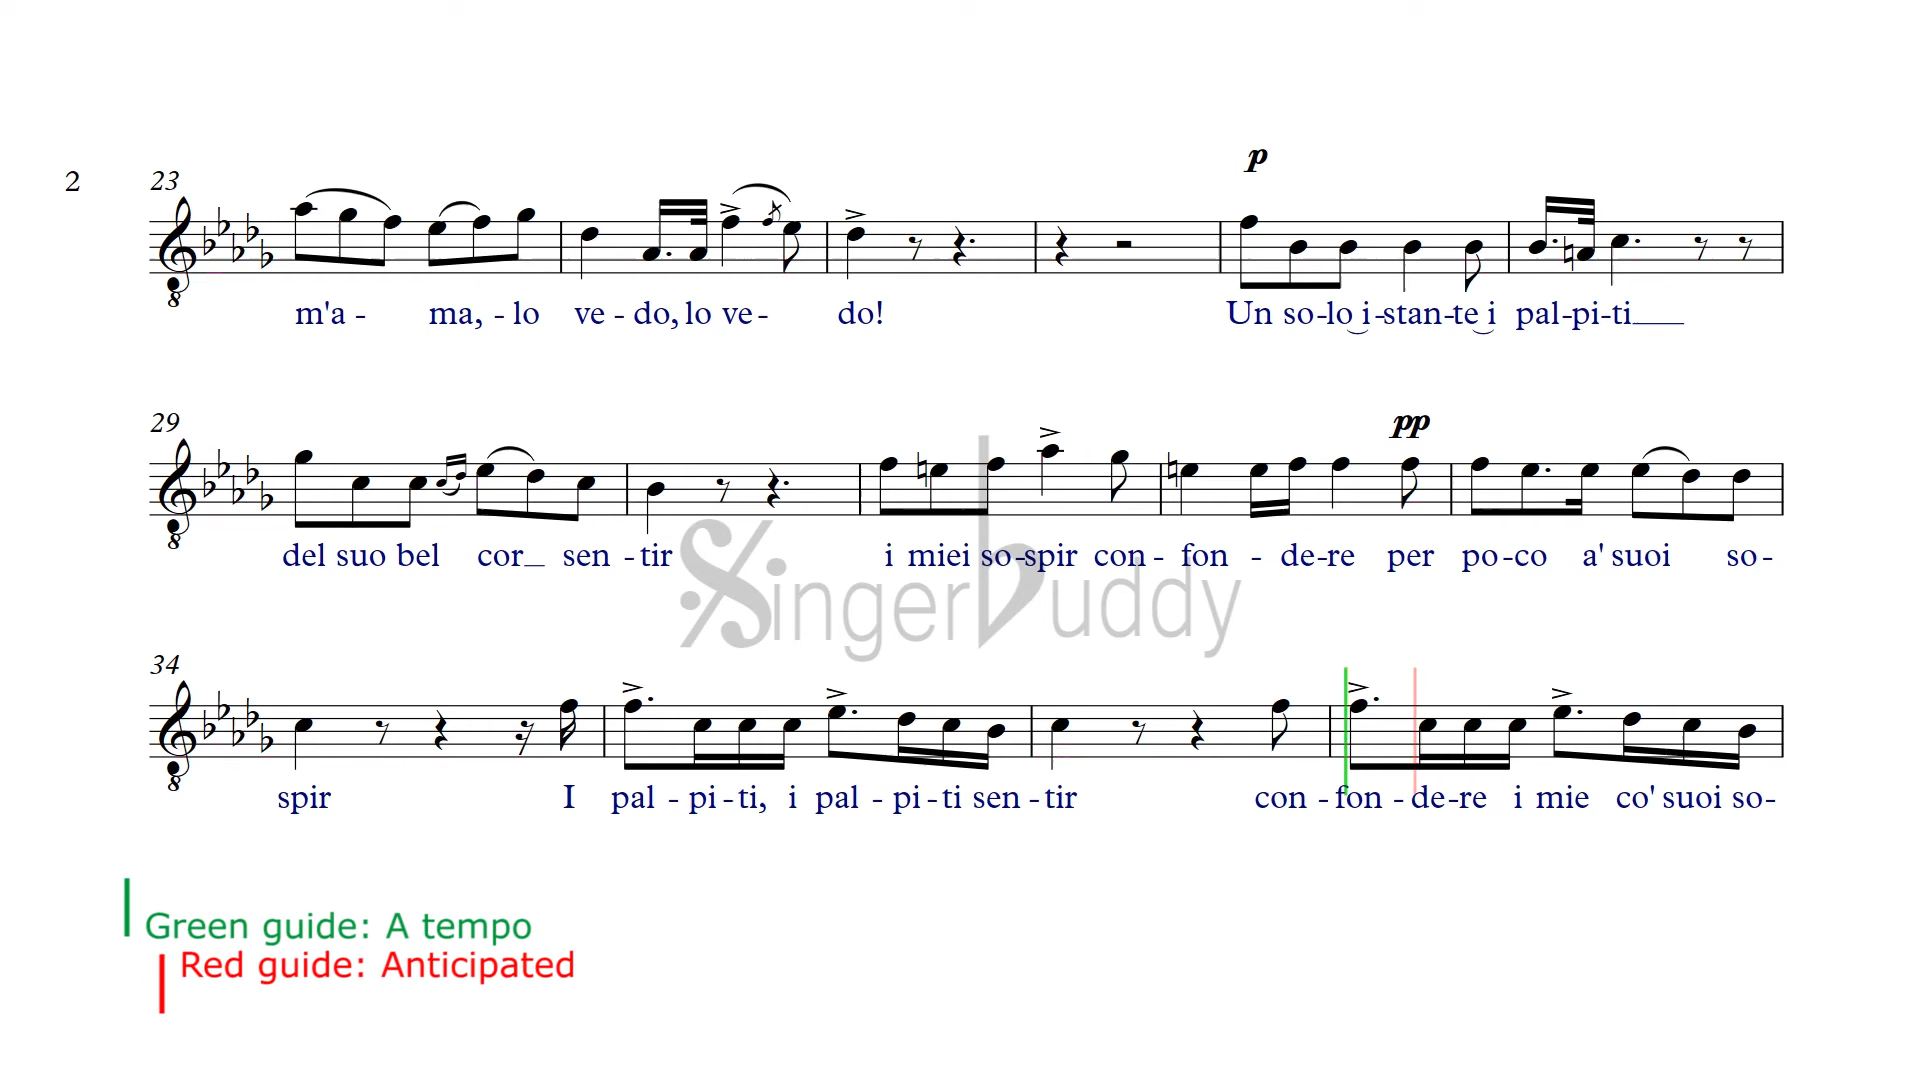 p
2 23
8
m'a - ma, - lo ve - do, lo ve - do! Un so-lo i-stan-te i pal-pi-ti
pp
29
8
del suo bel cor sen - tir i miei so-spir con - fon - de-re per po-co a' suoi so-
Singerbuddy
34
8
spir I pal - pi - ti, i pal - pi - ti sen - tir con - fon - de-re i mie co' suoi so-
Green guide: A tempo
Red guide: Anticipated